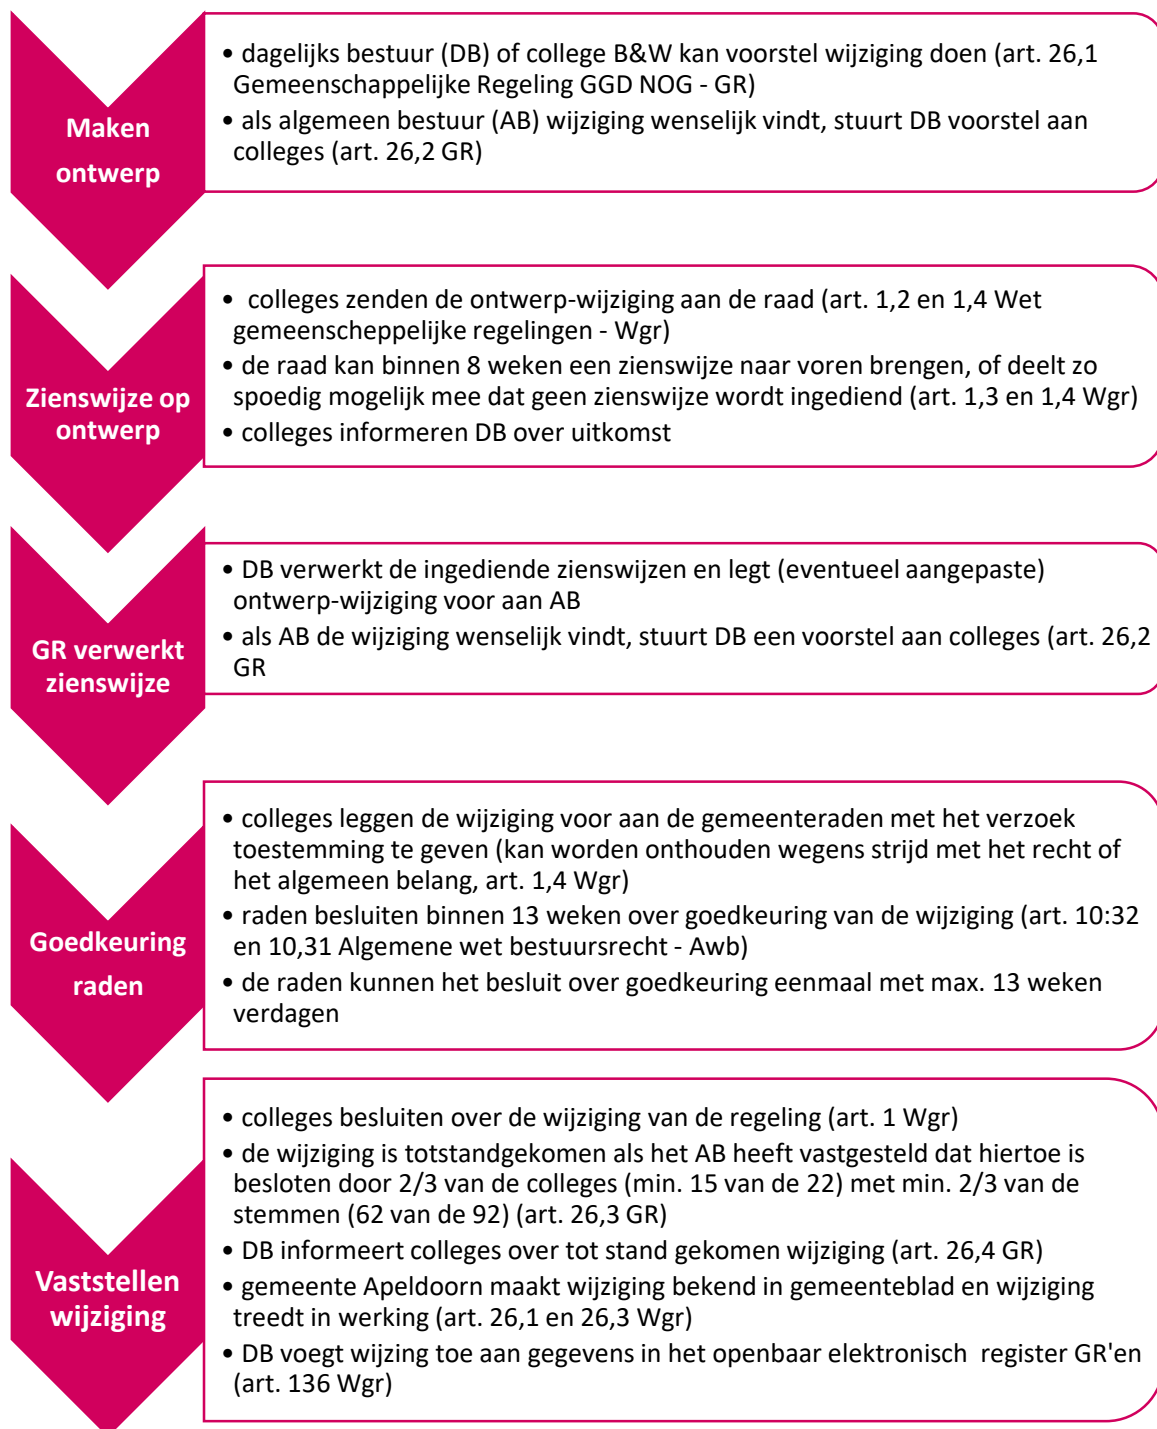 Maken
ontwerp
• dagelijks bestuur (DB) of college B&W kan voorstel wijziging doen (art. 26,1
Gemeenschappelijke Regeling GGD NOG - GR)
• als algemeen bestuur (AB) wijziging wenselijk vindt, stuurt DB voorstel aan
colleges (art. 26,2 GR)
Zienswijze op
ontwerp
• colleges zenden de ontwerp-wijziging aan de raad (art. 1,2 en 1,4 Wet
gemeenscheppelijke regelingen - Wgr)
• de raad kan binnen 8 weken een zienswijze naar voren brengen, of deelt zo
spoedig mogelijk mee dat geen zienswijze wordt ingediend (art. 1,3 en 1,4 Wgr)
• colleges informeren DB over uitkomst
GR verwerkt
zienswijze
• DB verwerkt de ingediende zienswijzen en legt (eventueel aangepaste)
ontwerp-wijziging voor aan AB
• als AB de wijziging wenselijk vindt, stuurt DB een voorstel aan colleges (art. 26,2
GR
Goedkeuring
raden
• colleges leggen de wijziging voor aan de gemeenteraden met het verzoek
toestemming te geven (kan worden onthouden wegens strijd met het recht of
het algemeen belang, art. 1,4 Wgr)
• raden besluiten binnen 13 weken over goedkeuring van de wijziging (art. 10:32
en 10,31 Algemene wet bestuursrecht - Awb)
• de raden kunnen het besluit over goedkeuring eenmaal met max. 13 weken
verdagen
Vaststellen
wijziging
• colleges besluiten over de wijziging van de regeling (art. 1 Wgr)
• de wijziging is totstandgekomen als het AB heeft vastgesteld dat hiertoe is
besloten door 2/3 van de colleges (min. 15 van de 22) met min. 2/3 van de
stemmen (62 van de 92) (art. 26,3 GR)
• DB informeert colleges over tot stand gekomen wijziging (art. 26,4 GR)
• gemeente Apeldoorn maakt wijziging bekend in gemeenteblad en wijziging
treedt in werking (art. 26,1 en 26,3 Wgr)
• DB voegt wijzing toe aan gegevens in het openbaar elektronisch register GR'en
(art. 136 Wgr)